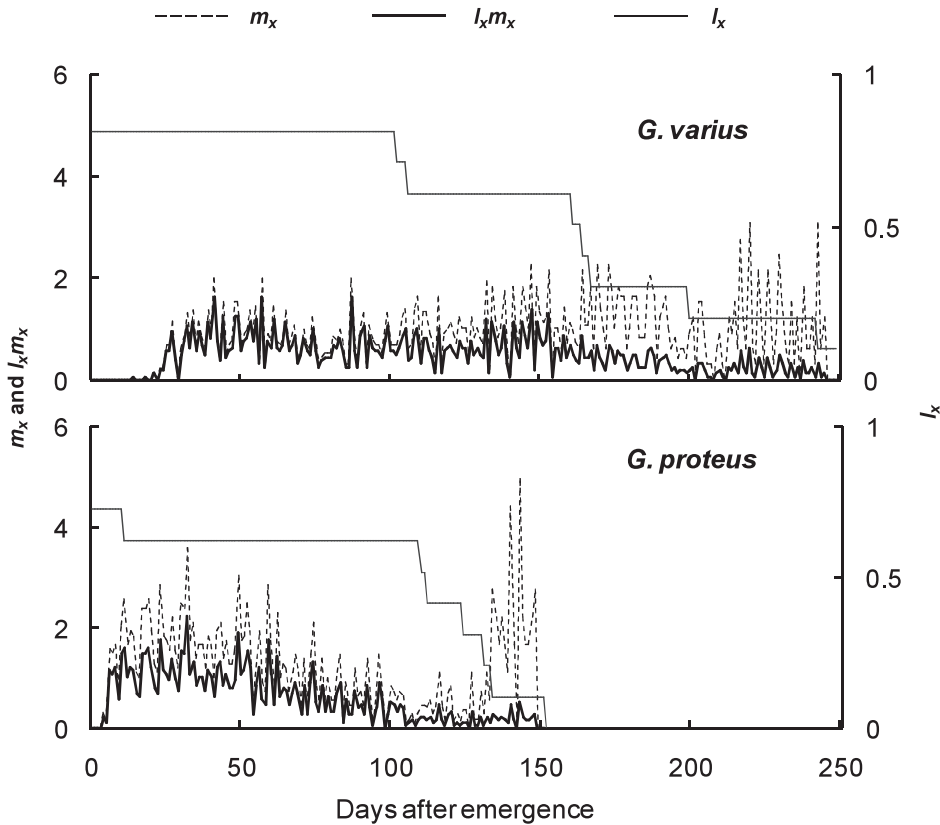 mx lxmx lx
6 1
G. varius
4
0.5
2
0 0
6 1
G. proteus
4
0.5
2
0 0
0 50 100 150 200 250
Days after emergence
mx and lxmx
lx